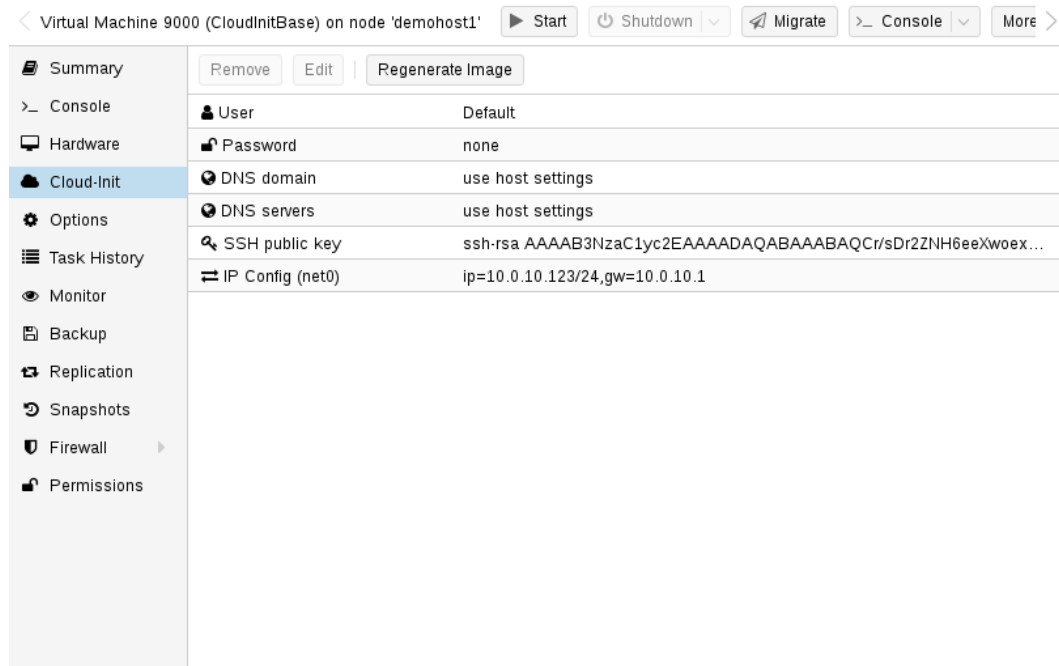 Virtual Machine 9000 (CloudInitBase) on node 'demohost1' Start Shutdown Migrate >_ Console More
Summary
Console
Hardware
Cloud-Init
Options
Task History
Monitor
Backup
Replication
Snapshots
Firewall
Permissions
Remove Edit Regenerate Image
User Default
Password none
DNS domain use host settings
DNS servers use host settings
SSH public key ssh-rsa AAAAB3NzaC1yc2EAAAADAQABAAABAQCr/sDr2ZNH6eeXwoex...
IP Config (net0) ip=10.0.10.123/24,gw=10.0.10.1